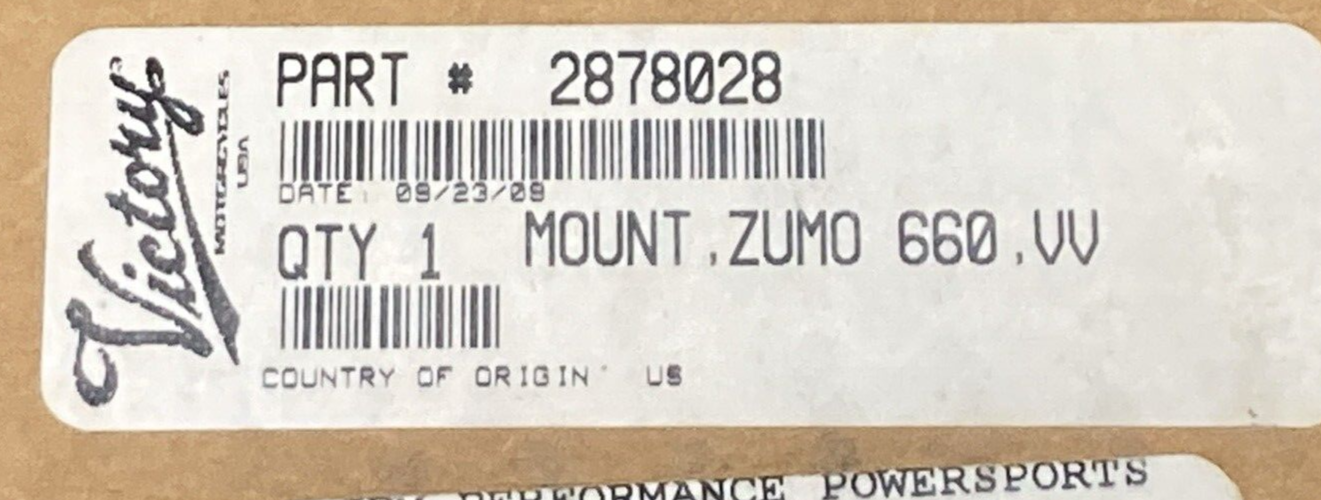 Victory
MOTORCYCLES
USA
PART # 2878028
DATE: 09/23/09
QTY 1 MOUNT,ZUMO 660,VV
COUNTRY OF ORIGIN: US
PERFORMANCE POWERSPORTS